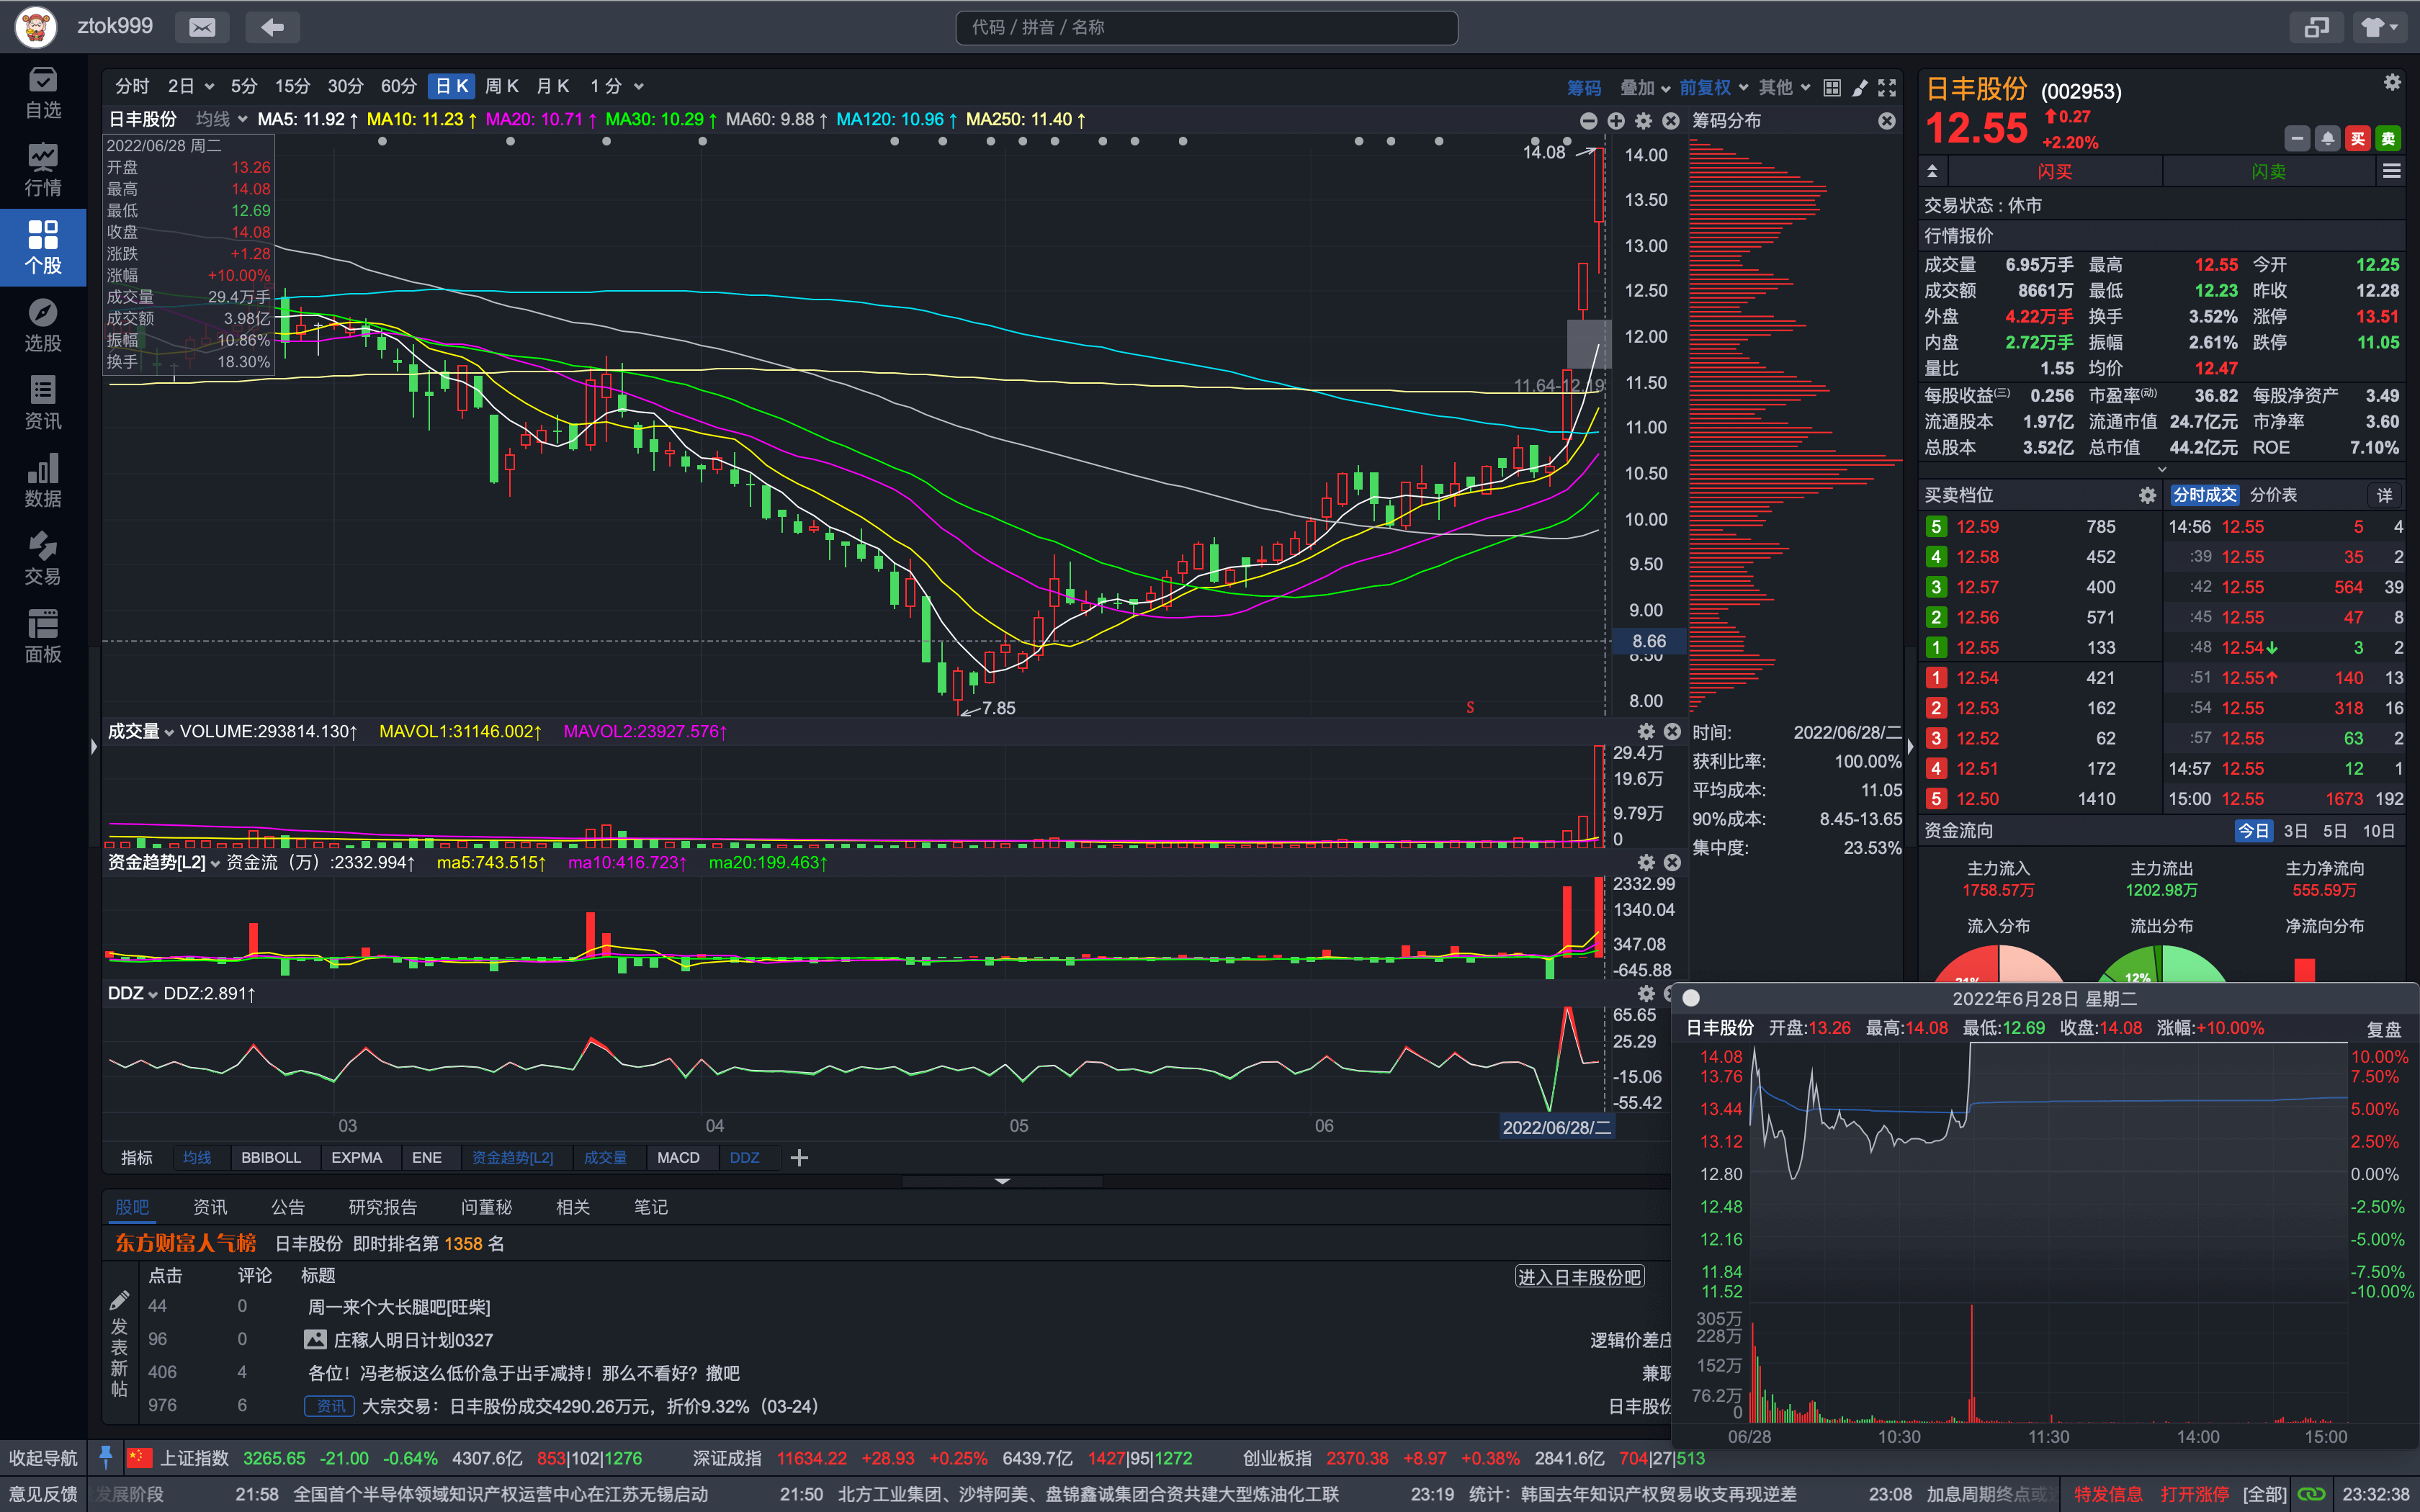 ztok999
代码 / 拼音 / 名称
自选
行情
个股
选股
资讯
数据
交易
面板
分时 2日 5分 15分 30分 60分 日K 周K 月K 1分 筹码 叠加 前复权 其他
日丰股份 均线 MA5: 11.92↑ MA10: 11.23↑ MA20: 10.71↑ MA30: 10.29↑ MA60: 9.88↑ MA120: 10.96↑ MA250: 11.40↑
2022/06/28 周二
开盘 13.26
最高 14.08
最低 12.69
收盘 14.08
涨跌 +1.28
涨幅 +10.00%
成交量 29.4万手
成交额 3.98亿
振幅 10.86%
换手 18.30%
14.08
11.64-12.19
7.85
S
14.00
13.50
13.00
12.50
12.00
11.50
11.00
10.50
10.00
9.50
9.00
8.66
8.50
8.00
筹码分布
时间: 2022/06/28/二
获利比率: 100.00%
平均成本: 11.05
90%成本: 8.45-13.65
集中度: 23.53%
成交量 VOLUME:293814.130↑ MAVOL1:31146.002↑ MAVOL2:23927.576↑
29.4万
19.6万
9.79万
0
资金趋势[L2] 资金流（万）:2332.994↑ ma5:743.515↑ ma10:416.723↑ ma20:199.463↑
2332.99
1340.04
347.08
-645.88
DDZ DDZ:2.891↑
65.65
25.29
-15.06
-55.42
03 04 05 06 2022/06/28/二
指标 均线 BBIBOLL EXPMA ENE 资金趋势[L2] 成交量 MACD DDZ
股吧 资讯 公告 研究报告 问董秘 相关 笔记
东方财富人气榜 日丰股份 即时排名第 1358 名
点击 评论 标题 进入日丰股份吧
发表新帖
44 0 周一来个大长腿吧[旺柴]
96 0 庄稼人明日计划0327 逻辑价差庄
406 4 各位！冯老板这么低价急于出手减持！那么不看好？撤吧 兼职
976 6 资讯 大宗交易：日丰股份成交4290.26万元，折价9.32%（03-24） 日丰股份
日丰股份 (002953)
12.55 0.27 +2.20% 买 卖
闪买 闪卖
交易状态 : 休市
行情报价
成交量 6.95万手 最高 12.55 今开 12.25
成交额 8661万 最低 12.23 昨收 12.28
外盘 4.22万手 换手 3.52% 涨停 13.51
内盘 2.72万手 振幅 2.61% 跌停 11.05
量比 1.55 均价 12.47
每股收益(三) 0.256 市盈率(动) 36.82 每股净资产 3.49
流通股本 1.97亿 流通市值 24.7亿元 市净率 3.60
总股本 3.52亿 总市值 44.2亿元 ROE 7.10%
买卖档位 分时成交 分价表 详
5 12.59 785 14:56 12.55 5 4
4 12.58 452 :39 12.55 35 2
3 12.57 400 :42 12.55 564 39
2 12.56 571 :45 12.55 47 8
1 12.55 133 :48 12.54 3 2
1 12.54 421 :51 12.55 140 13
2 12.53 162 :54 12.55 318 16
3 12.52 62 :57 12.55 63 2
4 12.51 172 14:57 12.55 12 1
5 12.50 1410 15:00 12.55 1673 192
资金流向 今日 3日 5日 10日
主力流入 主力流出 主力净流向
1758.57万 1202.98万 555.59万
流入分布 流出分布 净流向分布
21% 12%
2022年6月28日 星期二
日丰股份 开盘:13.26 最高:14.08 最低:12.69 收盘:14.08 涨幅:+10.00% 复盘
14.08 10.00%
13.76 7.50%
13.44 5.00%
13.12 2.50%
12.80 0.00%
12.48 -2.50%
12.16 -5.00%
11.84 -7.50%
11.52 -10.00%
305万
228万
152万
76.2万
0
06/28 10:30 11:30 14:00 15:00
收起导航 上证指数 3265.65 -21.00 -0.64% 4307.6亿 853|102|1276 深证成指 11634.22 +28.93 +0.25% 6439.7亿 1427|95|1272 创业板指 2370.38 +8.97 +0.38% 2841.6亿 704|27|513
意见反馈 发展阶段 21:58 全国首个半导体领域知识产权运营中心在江苏无锡启动 21:50 北方工业集团、沙特阿美、盘锦鑫诚集团合资共建大型炼油化工联 23:19 统计：韩国去年知识产权贸易收支再现逆差 23:08 加息周期终点或 特发信息 打开涨停 [全部] 23:32:38